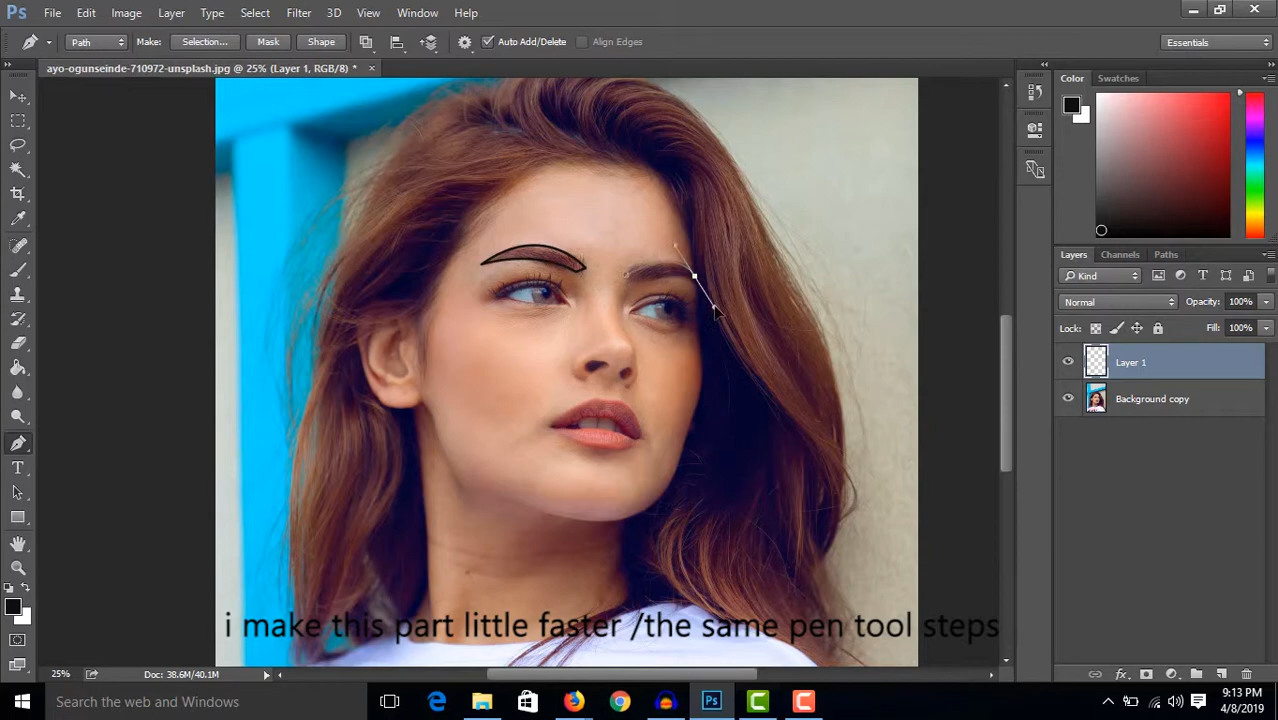 Ps File Edit Image Layer Type Select Filter 3D View Window Help
Path Make: Selection... Mask Shape Auto Add/Delete Align Edges Essentials
ayo-ogunseinde-710972-unsplash.jpg @ 25% (Layer 1, RGB/8) *
Color Swatches
Layers Channels Paths
Kind
Normal Opacity: 100%
Lock: Fill: 100%
Layer 1
Background copy
i make this part little faster /the same pen tool steps
25% Doc: 38.6M/40.1M
Search the web and Windows
9:13 PM
4/8/2019